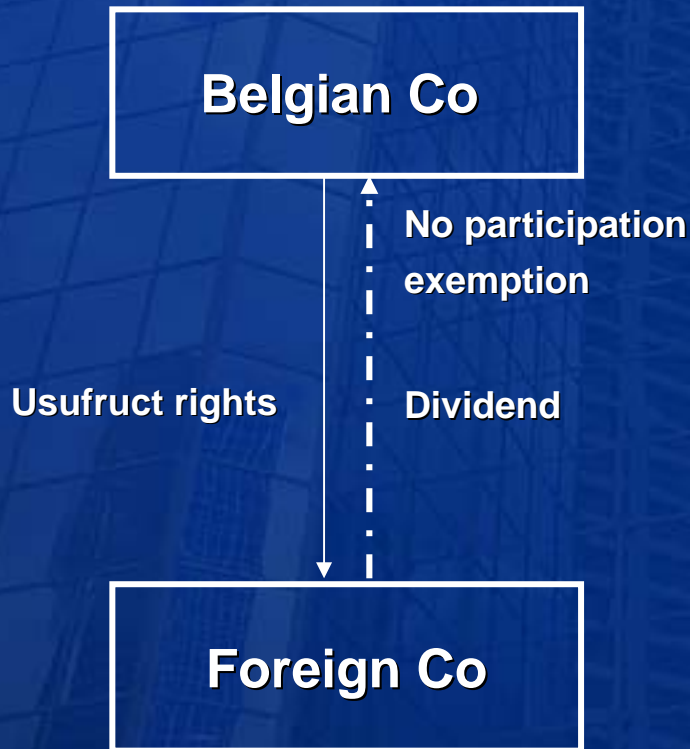 Belgian Co
No participation
exemption
Usufruct rights
Dividend
Foreign Co